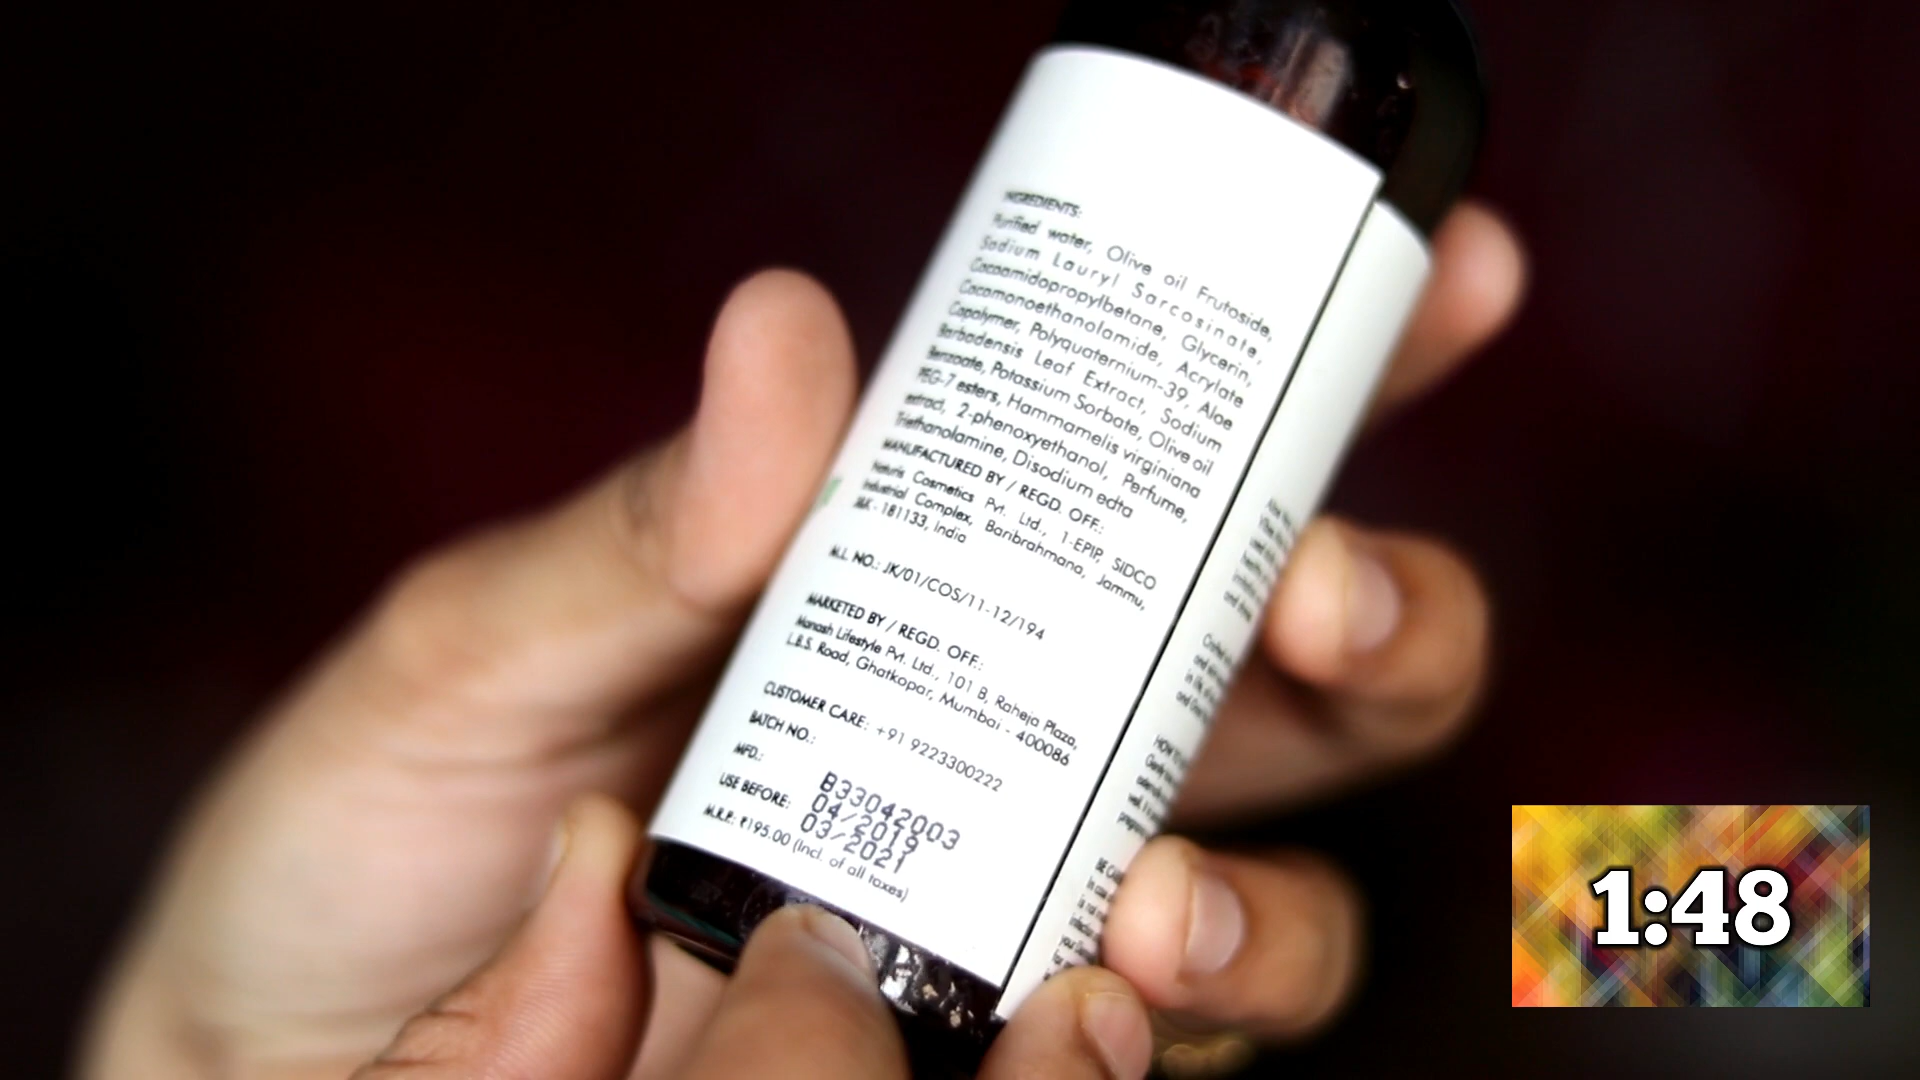 INGREDIENTS:
Purified water, Olive oil Frutoside,
Sodium Lauryl Sarcosinate,
Cocoamidopropylbetane, Glycerin,
Cocomonoethanolamide, Acrylate
Copolymer, Polyquaternium-39, Aloe
Barbadensis Leaf Extract, Sodium
Benzoate, Potassium Sorbate, Olive oil
PEG-7 esters, Hammamelis virginiana
extract, 2-phenoxyethanol, Perfume,
Triethanolamine, Disodium edta
MANUFACTURED BY / REGD. OFF.:
Naturis Cosmetics Pvt. Ltd., 1-EPIP, SIDCO
Industrial Complex, Baribrahmana, Jammu,
J&K - 181133, India
M.L. NO.: JK/01/COS/11-12/194
MARKETED BY / REGD. OFF.:
Manash Lifestyle Pvt. Ltd., 101 B, Raheja Plaza,
L.B.S. Road, Ghatkopar, Mumbai - 400086
CUSTOMER CARE: +91 9223300222
BATCH NO.: B33042003
MFD.: 04/2019
USE BEFORE: 03/2021
M.R.P.: ₹195.00 (Incl. of all taxes)
1:48